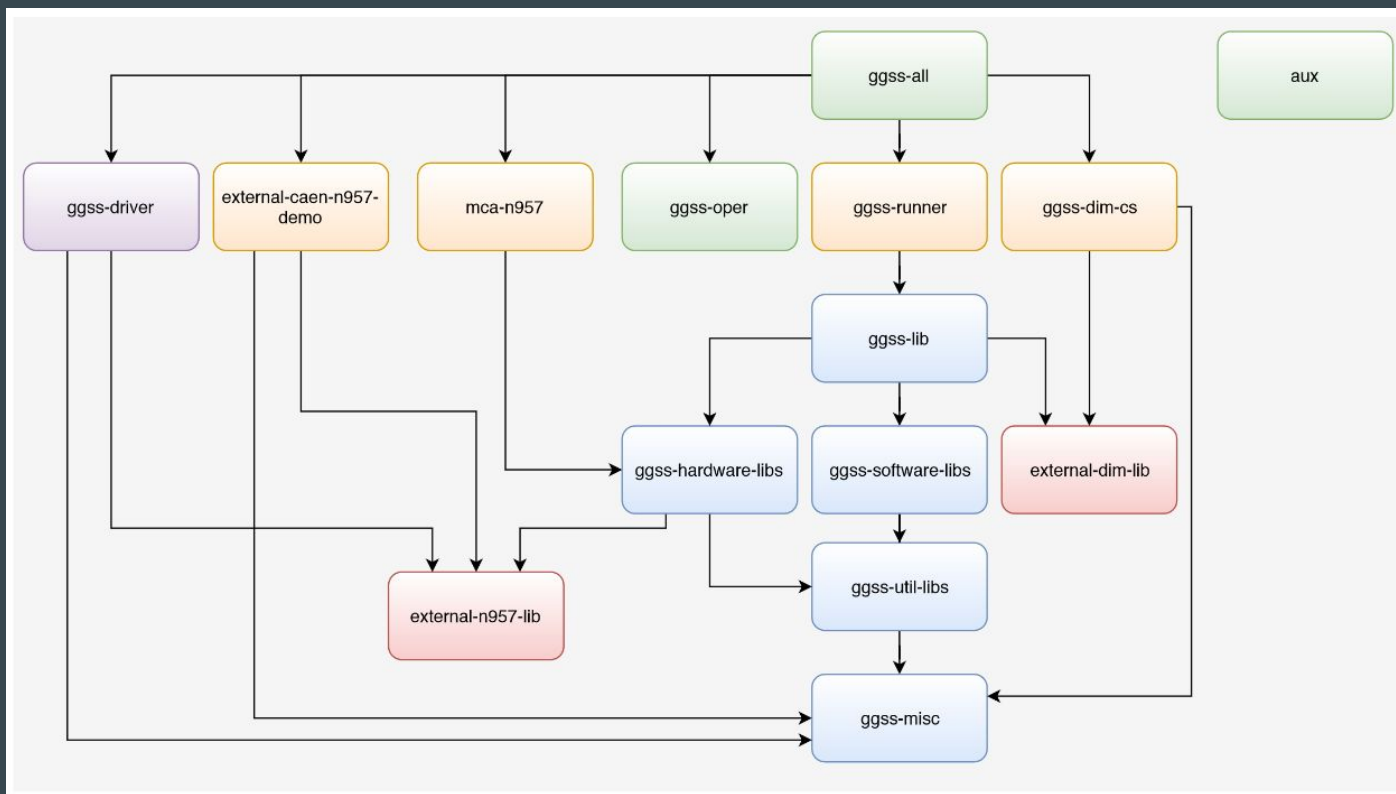 ggss-all
aux
ggss-driver
external-caen-n957-
demo
mca-n957
ggss-oper
ggss-runner
ggss-dim-cs
ggss-lib
ggss-hardware-libs
ggss-software-libs
external-dim-lib
ggss-util-libs
external-n957-lib
ggss-misc